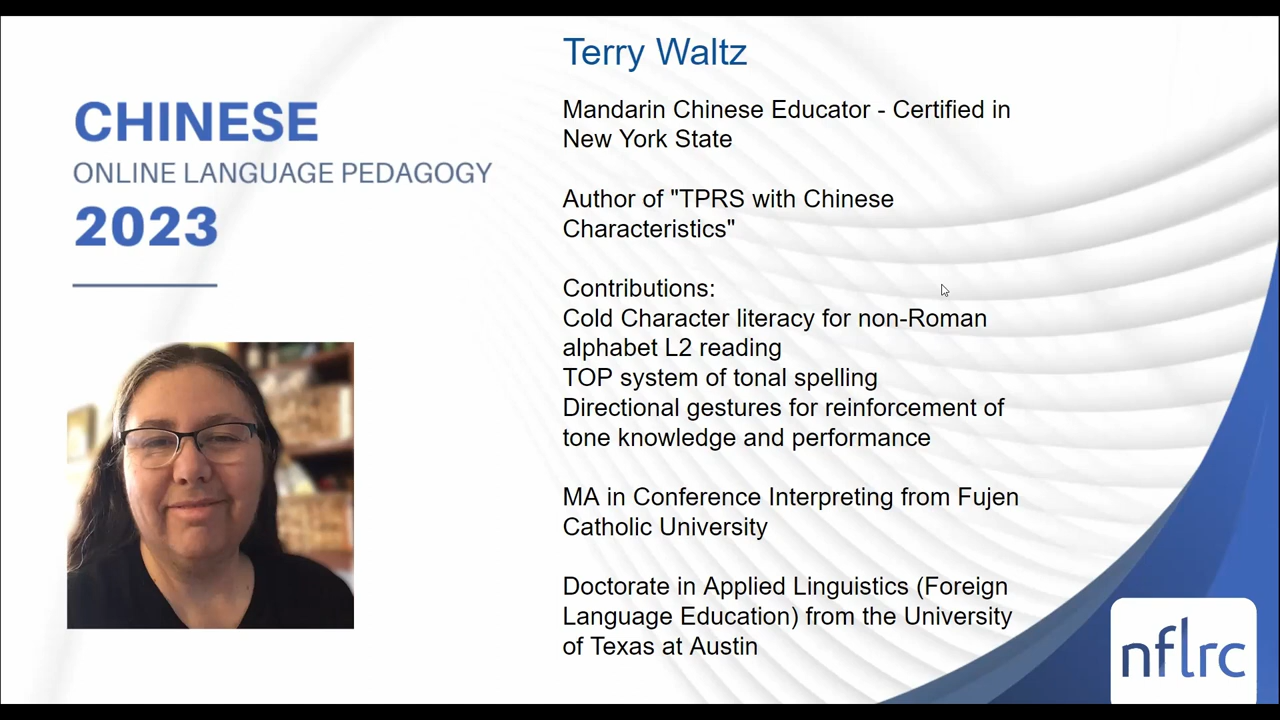 CHINESE
ONLINE LANGUAGE PEDAGOGY
2023
Terry Waltz
Mandarin Chinese Educator - Certified in
New York State
Author of "TPRS with Chinese
Characteristics"
Contributions:
Cold Character literacy for non-Roman
alphabet L2 reading
TOP system of tonal spelling
Directional gestures for reinforcement of
tone knowledge and performance
MA in Conference Interpreting from Fujen
Catholic University
Doctorate in Applied Linguistics (Foreign
Language Education) from the University
of Texas at Austin
nflrc